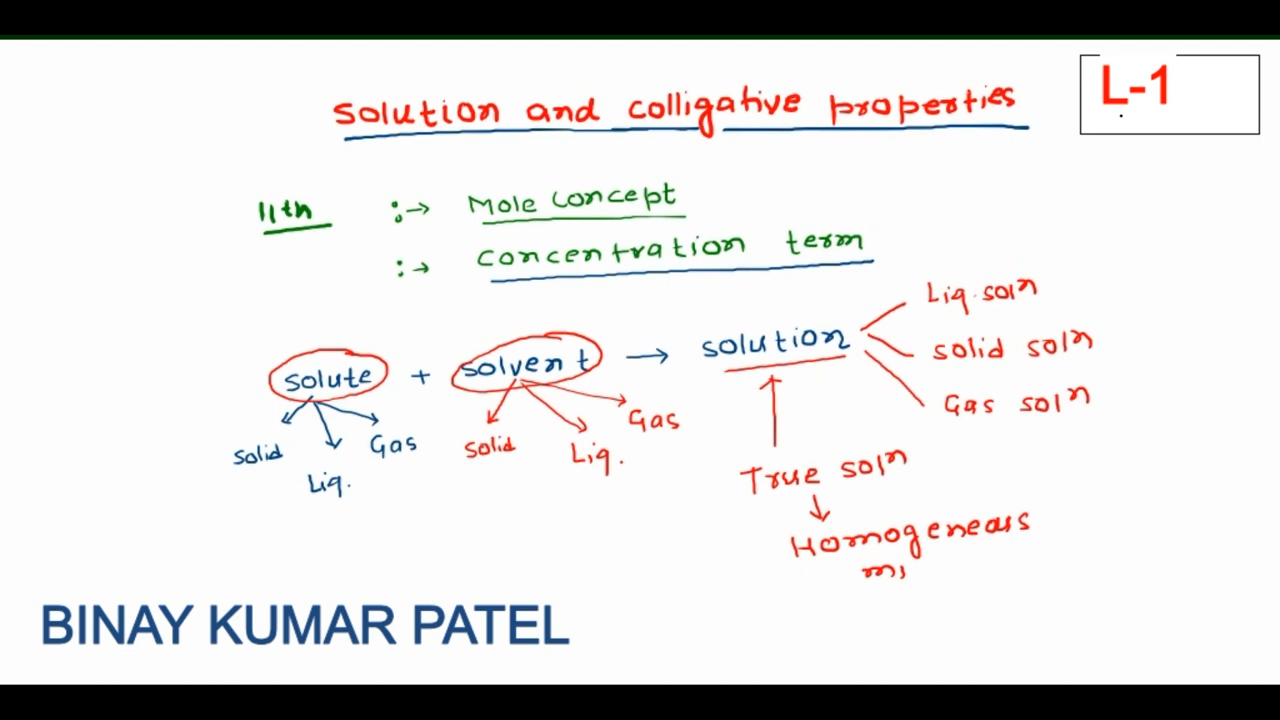 L-1
Solution and colligative properties
11th :→ Mole Concept
:→ Concentration term
Solute + Solvent → Solution
Liq. soln
Solid soln
Gas soln
Solid Liq. Gas
Solid Liq. Gas
True soln
↓
Homogeneous
mi
BINAY KUMAR PATEL